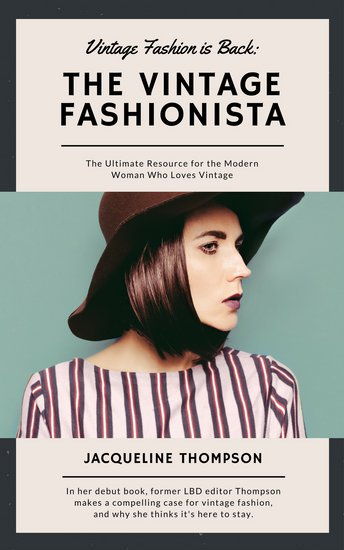 Vintage Fashion is Back:
THE VINTAGE
FASHIONISTA
The Ultimate Resource for the Modern
Woman Who Loves Vintage
JACQUELINE THOMPSON
In her debut book, former LBD editor Thompson
makes a compelling case for vintage fashion,
and why she thinks it's here to stay.